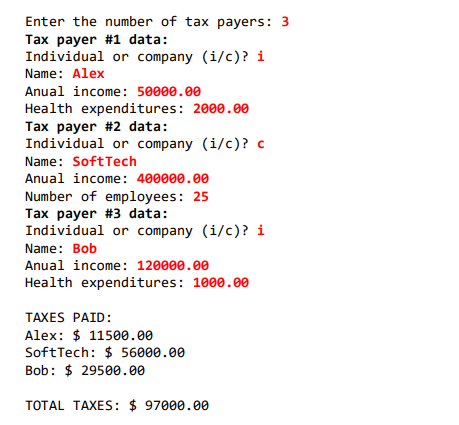 Enter the number of tax payers: 3
Tax payer #1 data:
Individual or company (i/c)? i
Name: Alex
Anual income: 50000.00
Health expenditures: 2000.00
Tax payer #2 data:
Individual or company (i/c)? c
Name: SoftTech
Anual income: 400000.00
Number of employees: 25
Tax payer #3 data:
Individual or company (i/c)? i
Name: Bob
Anual income: 120000.00
Health expenditures: 1000.00
TAXES PAID:
Alex: $ 11500.00
SoftTech: $ 56000.00
Bob: $ 29500.00
TOTAL TAXES: $ 97000.00